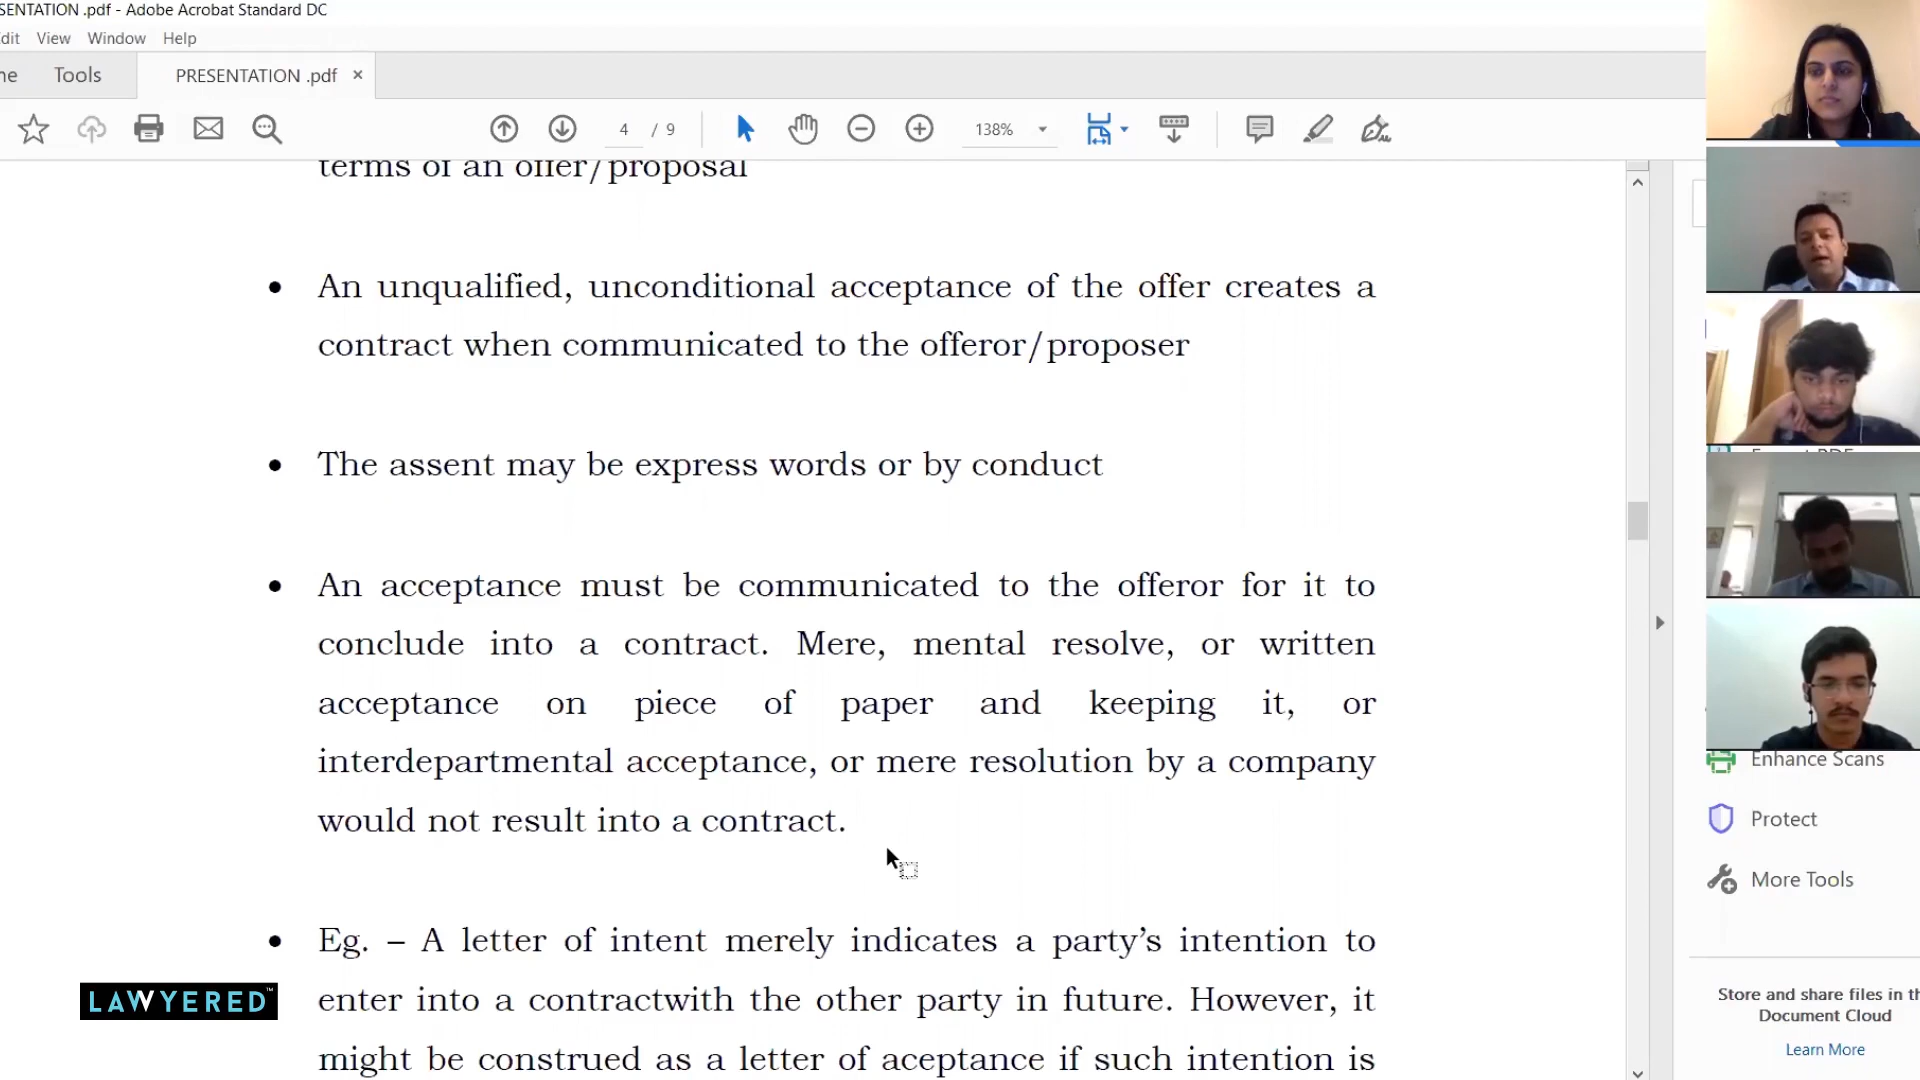 SENTATION .pdf - Adobe Acrobat Standard DC
dit View Window Help
ne Tools PRESENTATION .pdf ×
4 / 9 138%
terms of an offer/proposal
• An unqualified, unconditional acceptance of the offer creates a
contract when communicated to the offeror/proposer
• The assent may be express words or by conduct
• An acceptance must be communicated to the offeror for it to
conclude into a contract. Mere, mental resolve, or written
acceptance on piece of paper and keeping it, or
interdepartmental acceptance, or mere resolution by a company
would not result into a contract.
• Eg. – A letter of intent merely indicates a party’s intention to
enter into a contractwith the other party in future. However, it
might be construed as a letter of aceptance if such intention is
LAWYERED™
Enhance Scans
Protect
More Tools
Store and share files in th
Document Cloud
Learn More